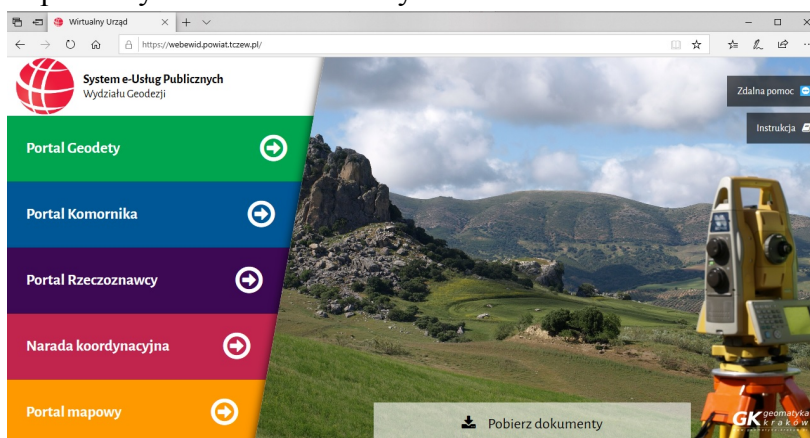 Wirtualny Urząd
https://webewid.powiat.tczew.pl/
System e-Usług Publicznych
Wydziału Geodezji
Zdalna pomoc
Instrukcja
Portal Geodety
Portal Komornika
Portal Rzeczoznawcy
Narada koordynacyjna
Portal mapowy
Pobierz dokumenty
GK geomatyka
kraków